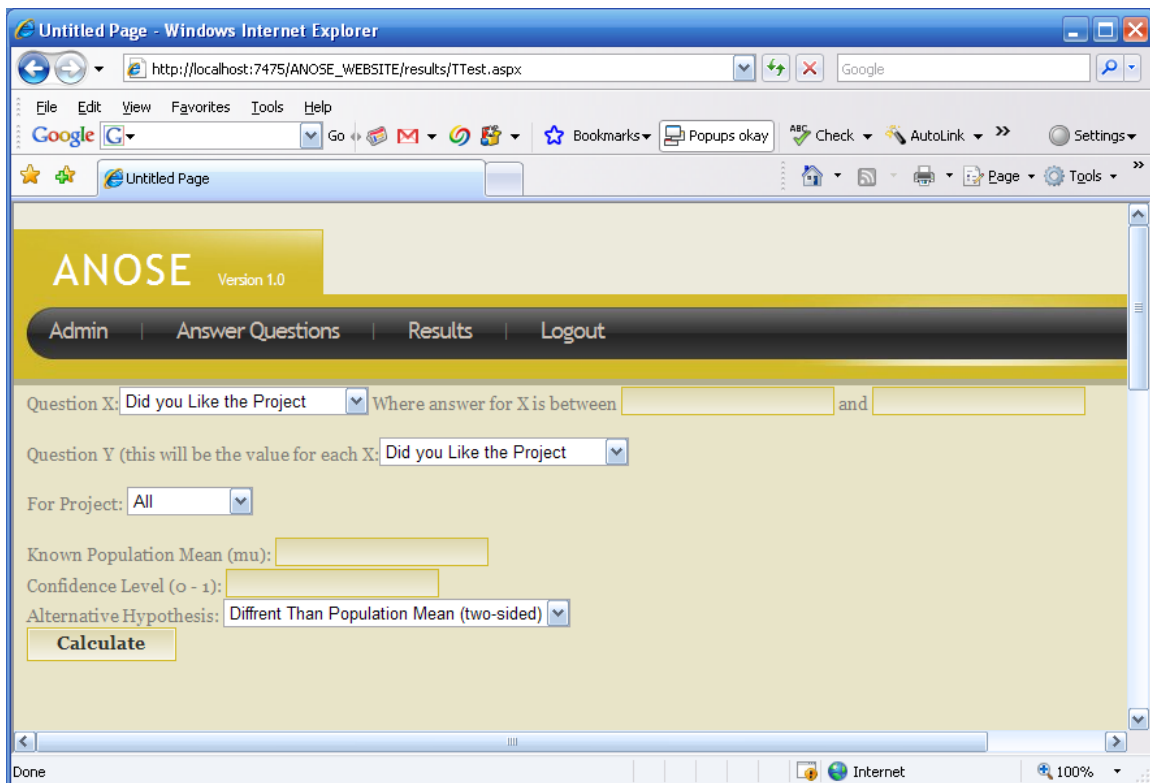 Untitled Page - Windows Internet Explorer
http://localhost:7475/ANOSE_WEBSITE/results/TTest.aspx
Google
File Edit View Favorites Tools Help
Google G Go Bookmarks Popups okay ABC Check AutoLink » Settings
Untitled Page Page Tools »
ANOSE Version 1.0
Admin | Answer Questions | Results | Logout
Question X: Did you Like the Project Where answer for X is between and
Question Y (this will be the value for each X: Did you Like the Project
For Project: All
Known Population Mean (mu):
Confidence Level (0 - 1):
Alternative Hypothesis: Diffrent Than Population Mean (two-sided)
Calculate
Done Internet 100%